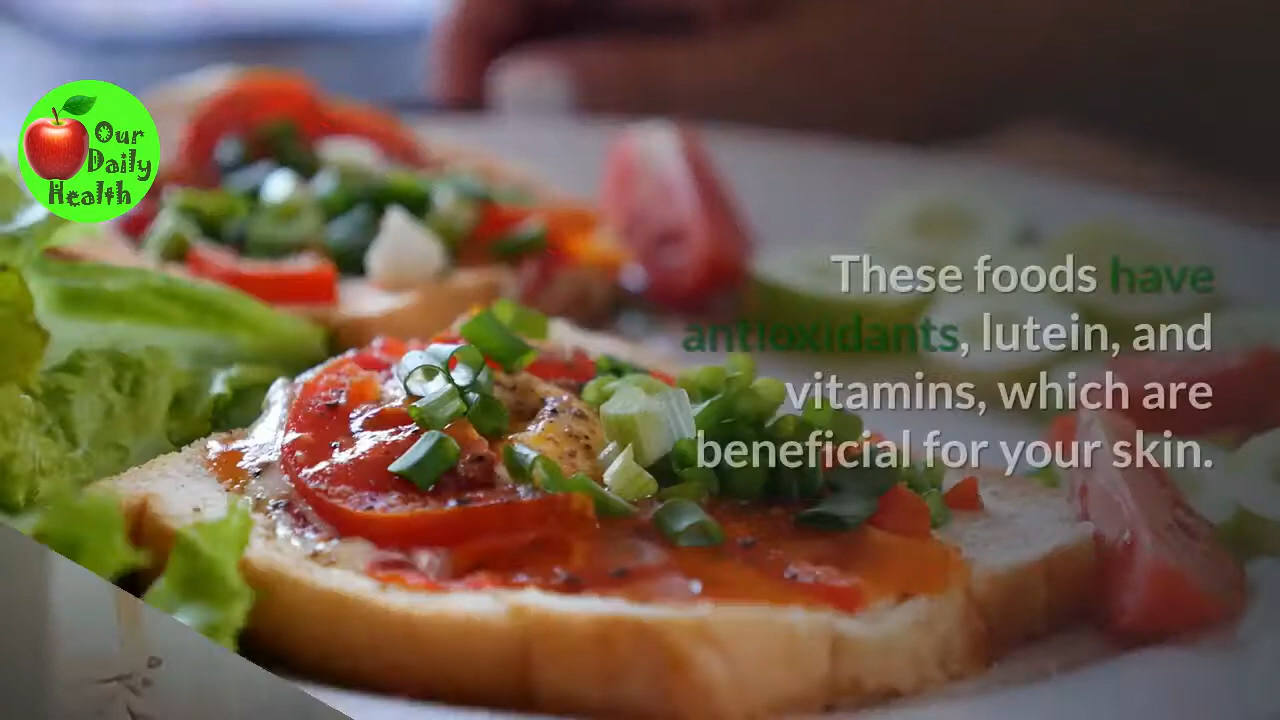 Our
Daily
Health
These foods have
antioxidants, lutein, and
vitamins, which are
beneficial for your skin.